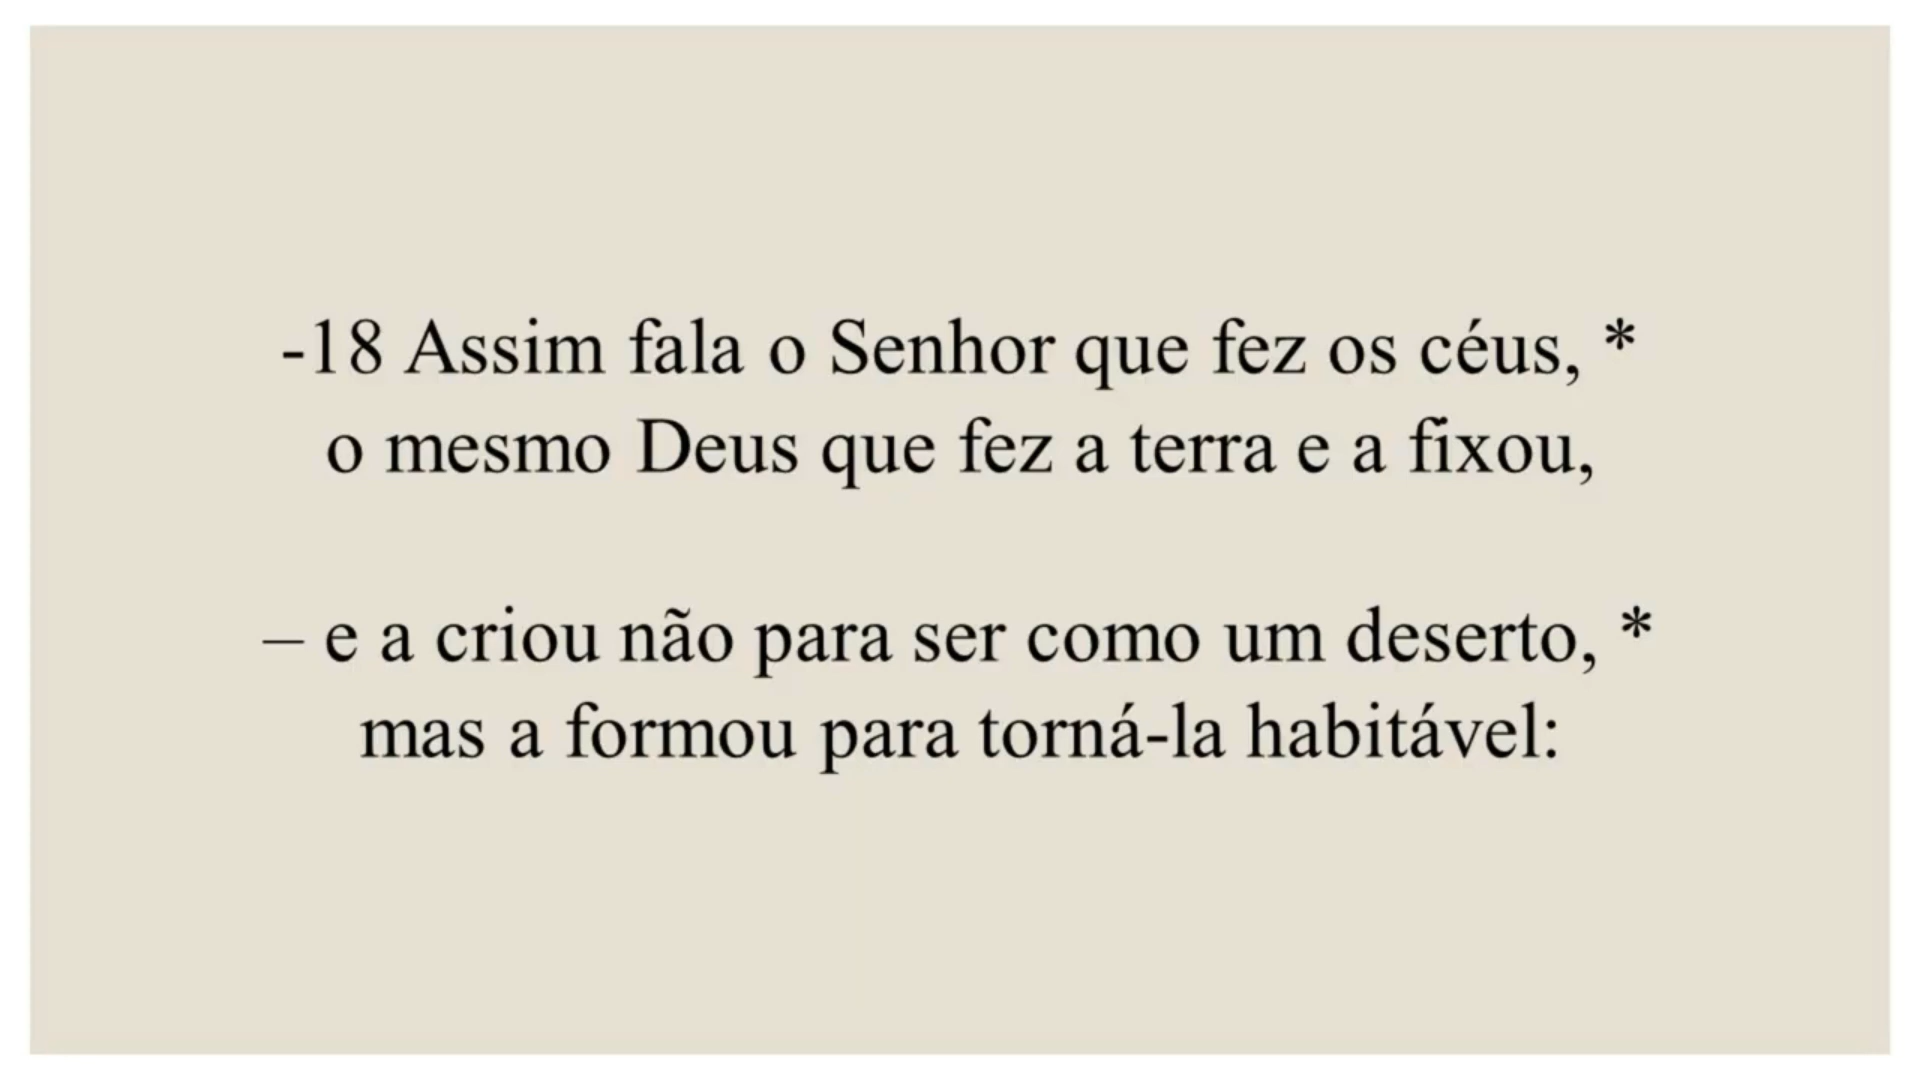 -18 Assim fala o Senhor que fez os céus, *
o mesmo Deus que fez a terra e a fixou,
– e a criou não para ser como um deserto, *
mas a formou para torná-la habitável: